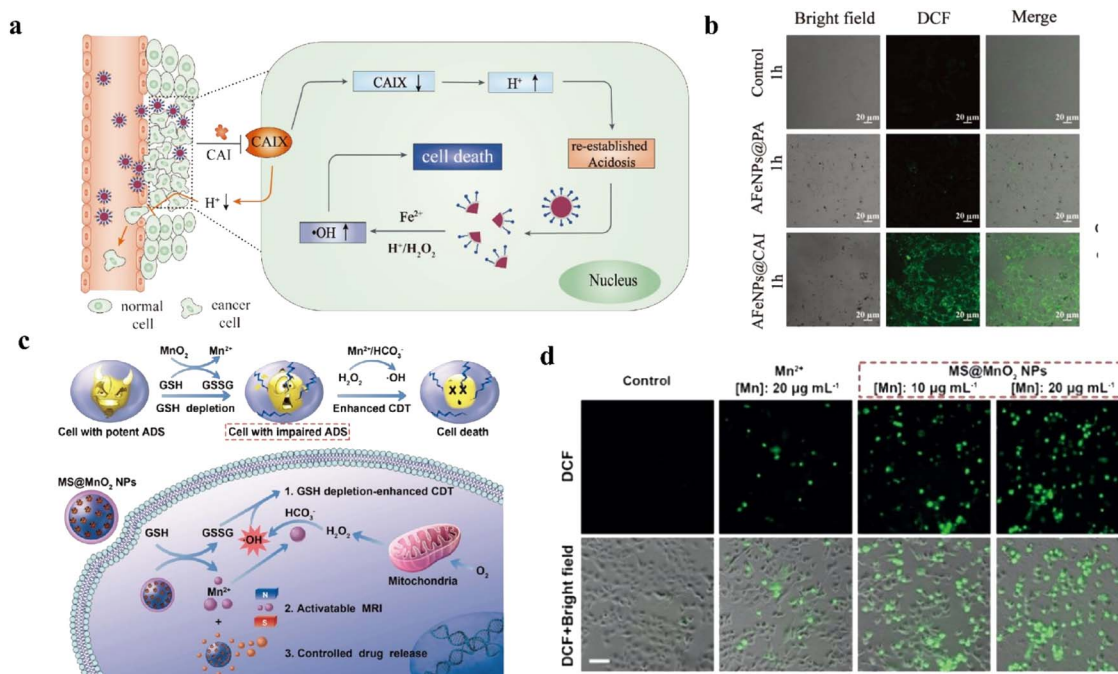 a
CAI
CAIX
H⁺↓
normal
cell
cancer
cell
CAIX ↓
H⁺ ↑
re-established
Acidosis
cell death
•OH ↑
Fe²⁺
H⁺/H₂O₂
Nucleus
b
Bright field DCF Merge
Control
1h
AFeNPs@PA
1h
AFeNPs@CAI
1h
20 µm 20 µm 20 µm
20 µm 20 µm 20 µm
20 µm 20 µm 20 µm
c
MnO₂ Mn²⁺
GSH GSSG
GSH depletion
Mn²⁺/HCO₃⁻
H₂O₂ ·OH
Enhanced CDT
Cell with potent ADS
Cell with impaired ADS
Cell death
MS@MnO₂ NPs
1. GSH depletion-enhanced CDT
GSH GSSG OH HCO₃⁻ H₂O₂
Mitochondria
O₂
Mn²⁺
+
N
S
2. Activatable MRI
3. Controlled drug release
d
Control
Mn²⁺
[Mn]: 20 µg mL⁻¹
MS@MnO₂ NPs
[Mn]: 10 µg mL⁻¹ [Mn]: 20 µg mL⁻¹
DCF
DCF+Bright field